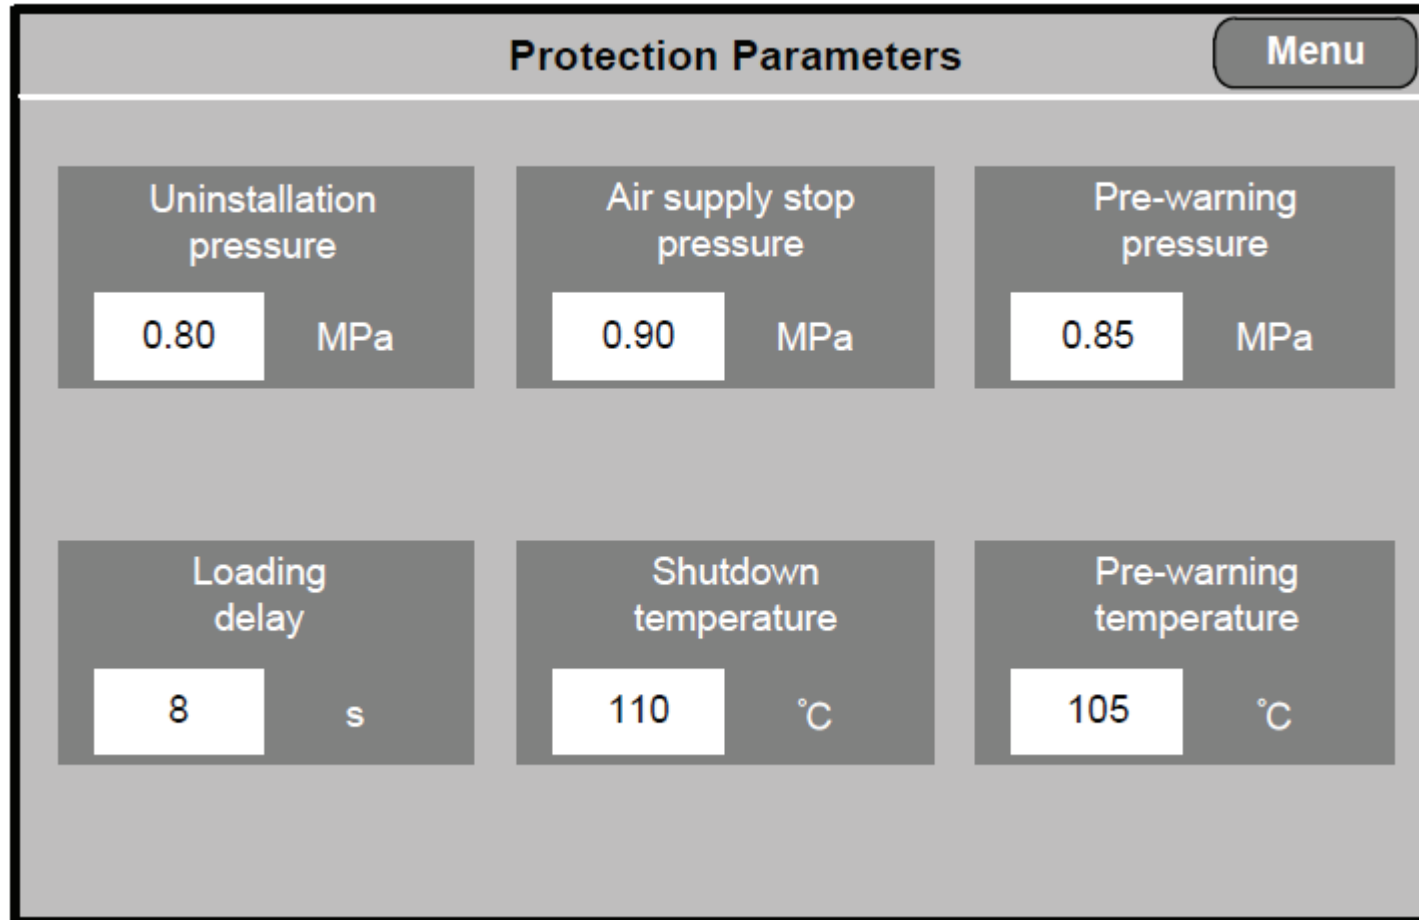 Protection Parameters
Menu
Uninstallation
pressure
0.80 MPa
Air supply stop
pressure
0.90 MPa
Pre-warning
pressure
0.85 MPa
Loading
delay
8 s
Shutdown
temperature
110 ℃
Pre-warning
temperature
105 ℃